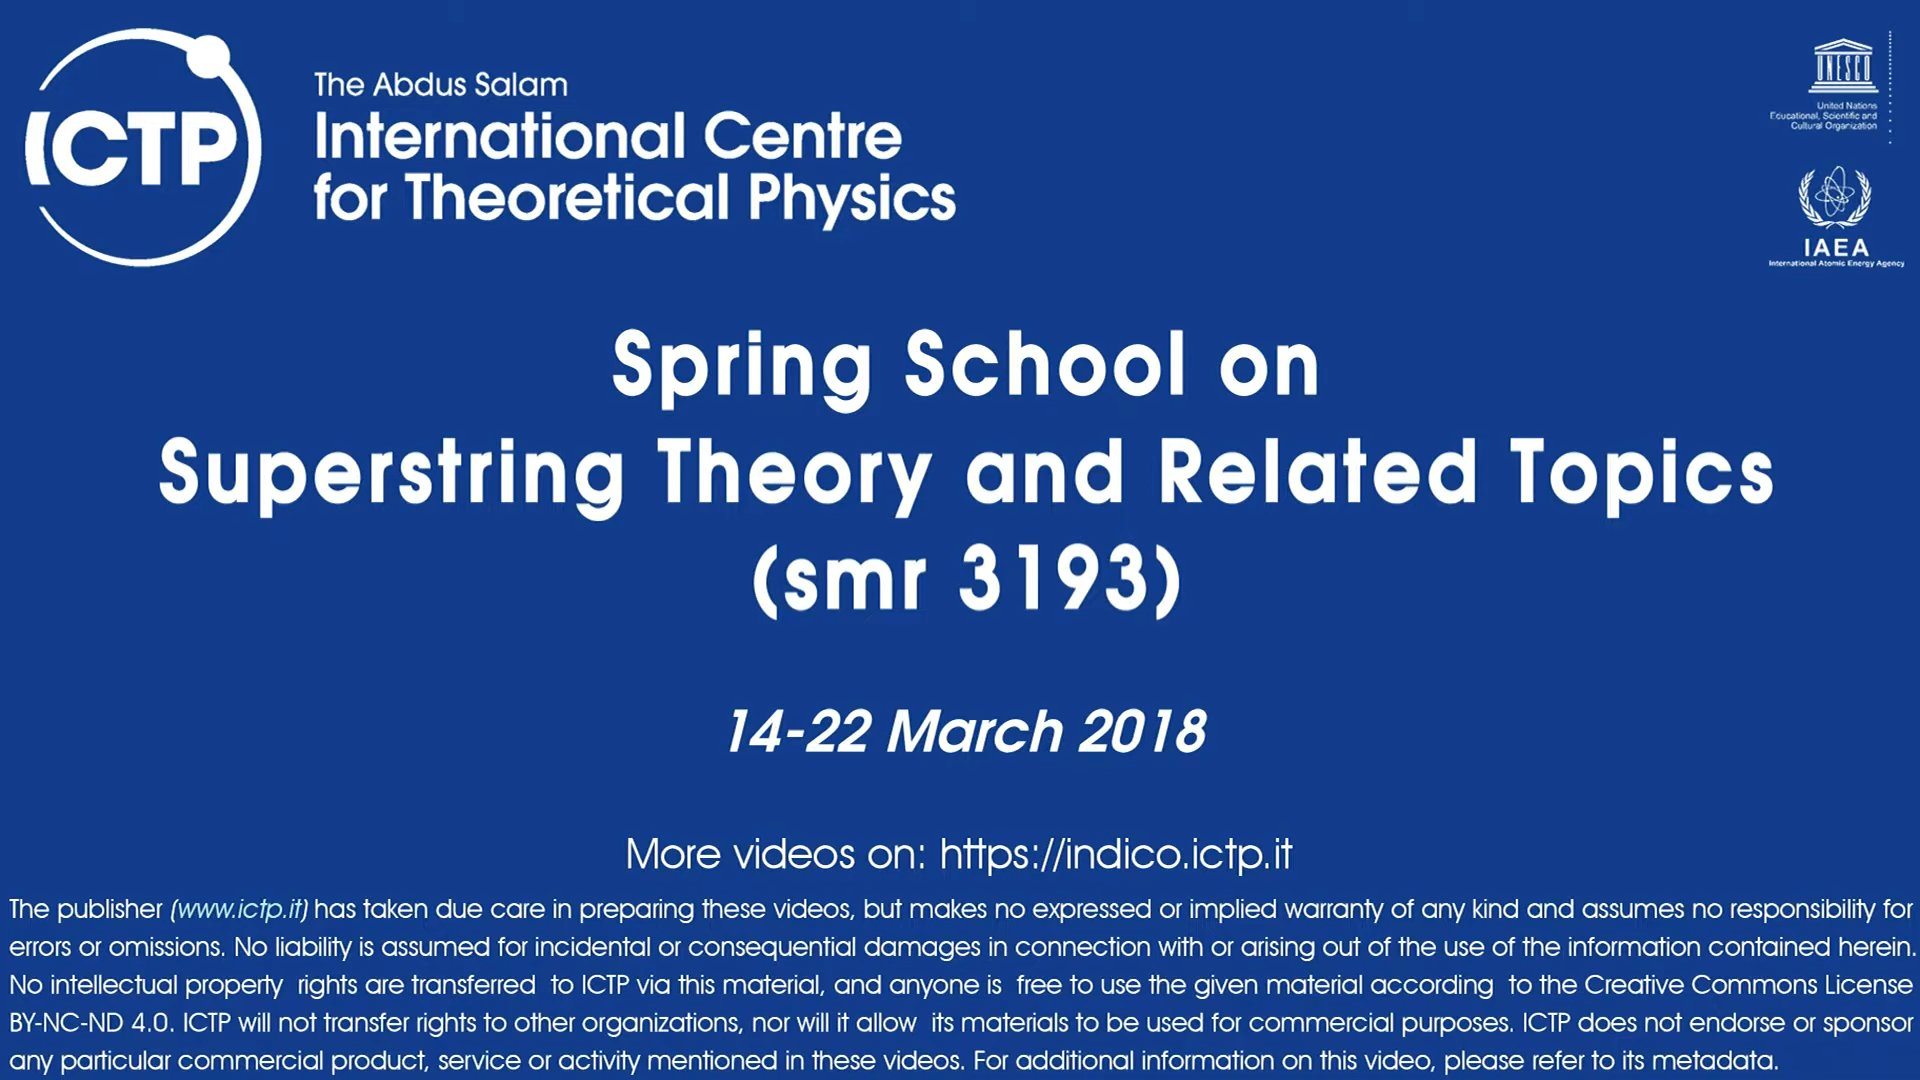 ICTP
The Abdus Salam
International Centre
for Theoretical Physics
UNESCO
United Nations
Educational, Scientific and
Cultural Organization
IAEA
International Atomic Energy Agency
Spring School on
Superstring Theory and Related Topics
(smr 3193)
14-22 March 2018
More videos on: https://indico.ictp.it
The publisher (www.ictp.it) has taken due care in preparing these videos, but makes no expressed or implied warranty of any kind and assumes no responsibility for
errors or omissions. No liability is assumed for incidental or consequential damages in connection with or arising out of the use of the information contained herein.
No intellectual property rights are transferred to ICTP via this material, and anyone is free to use the given material according to the Creative Commons License
BY-NC-ND 4.0. ICTP will not transfer rights to other organizations, nor will it allow its materials to be used for commercial purposes. ICTP does not endorse or sponsor
any particular commercial product, service or activity mentioned in these videos. For additional information on this video, please refer to its metadata.